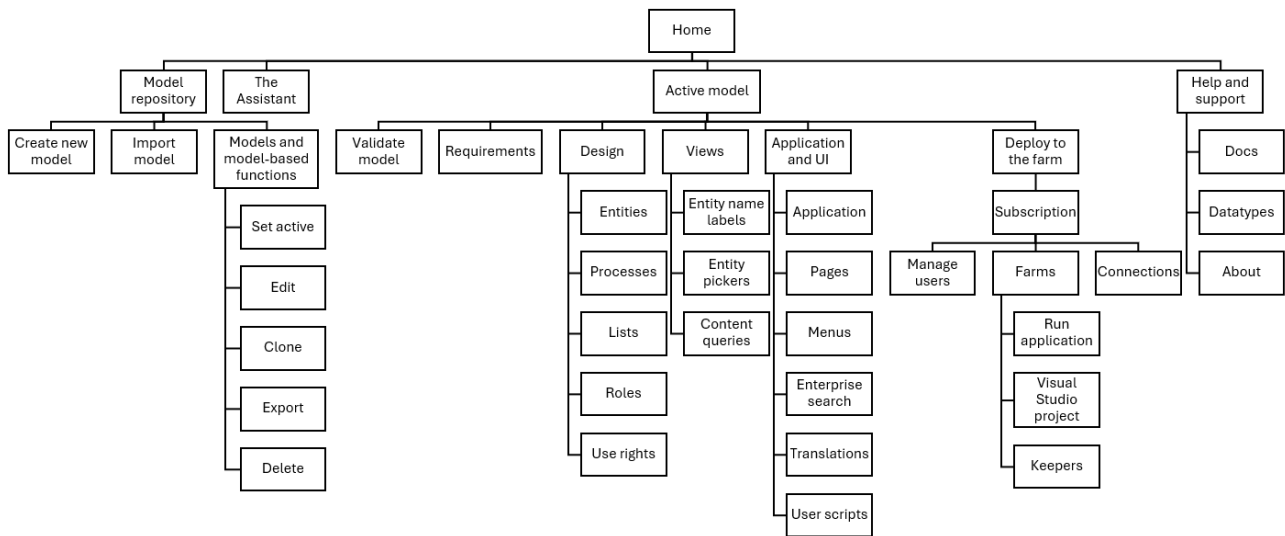 Home
Model
repository
The
Assistant
Active model
Help and
support
Create new
model
Import
model
Models and
model-based
functions
Validate
model
Requirements
Design
Views
Application
and UI
Deploy to
the farm
Docs
Set active
Entities
Entity name
labels
Application
Subscription
Datatypes
Edit
Processes
Entity
pickers
Pages
Manage
users
Farms
Connections
About
Clone
Lists
Content
queries
Menus
Run
application
Export
Roles
Enterprise
search
Visual
Studio
project
Delete
Use rights
Translations
Keepers
User scripts